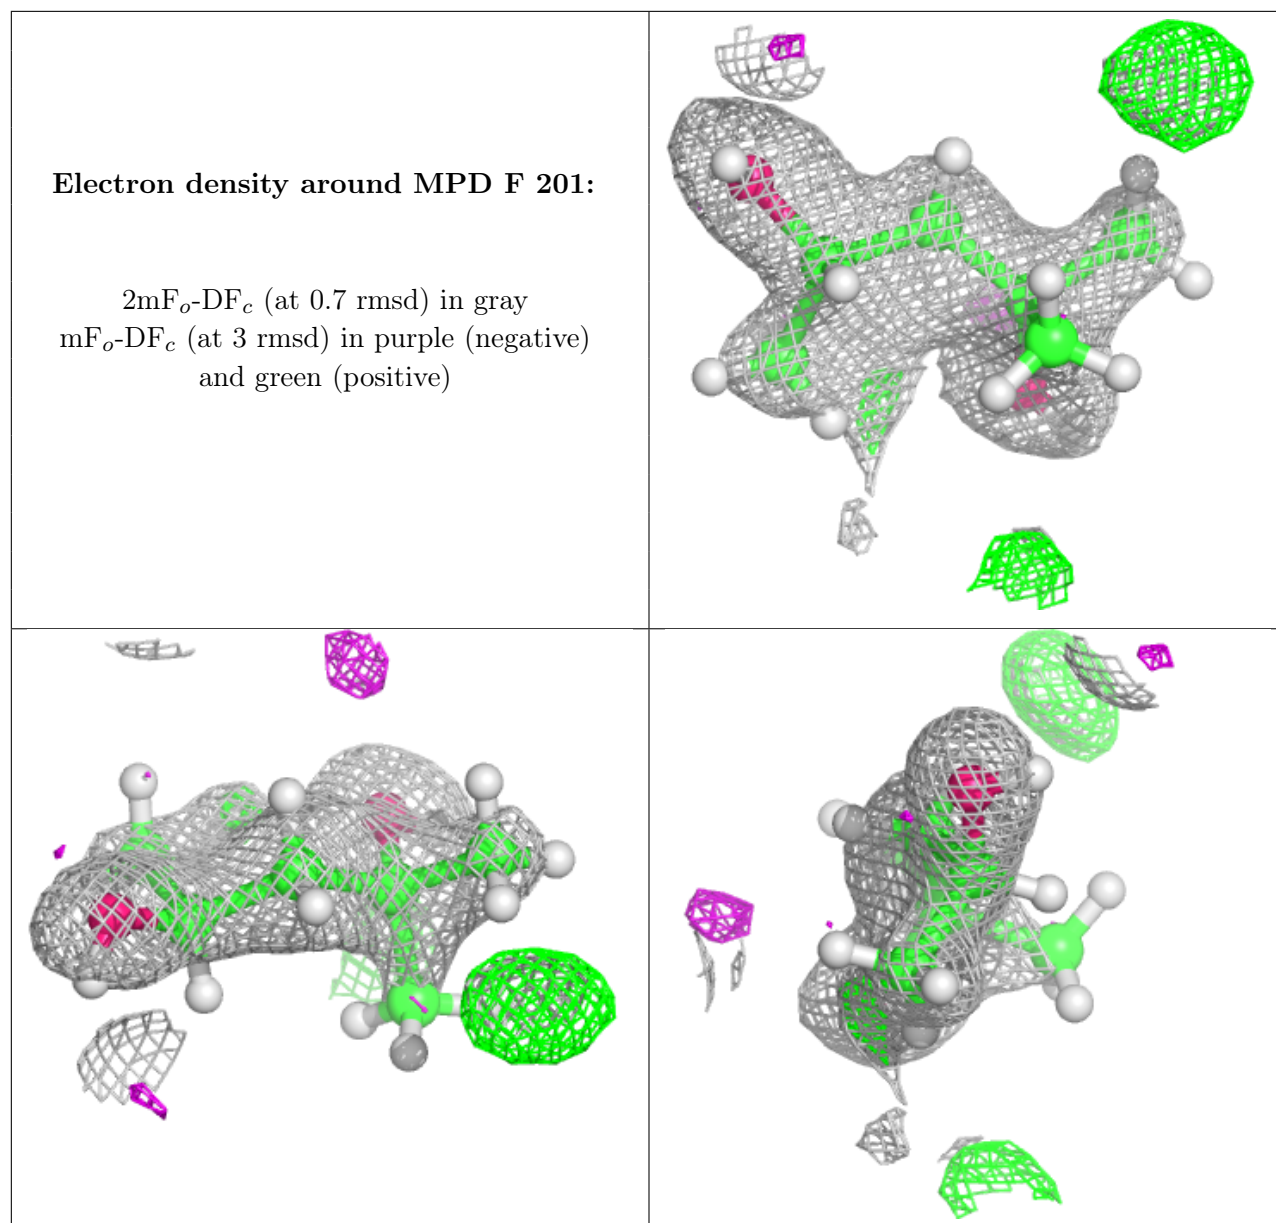 Electron density around MPD F 201:
2mFo-DFc (at 0.7 rmsd) in gray
mFo-DFc (at 3 rmsd) in purple (negative)
and green (positive)